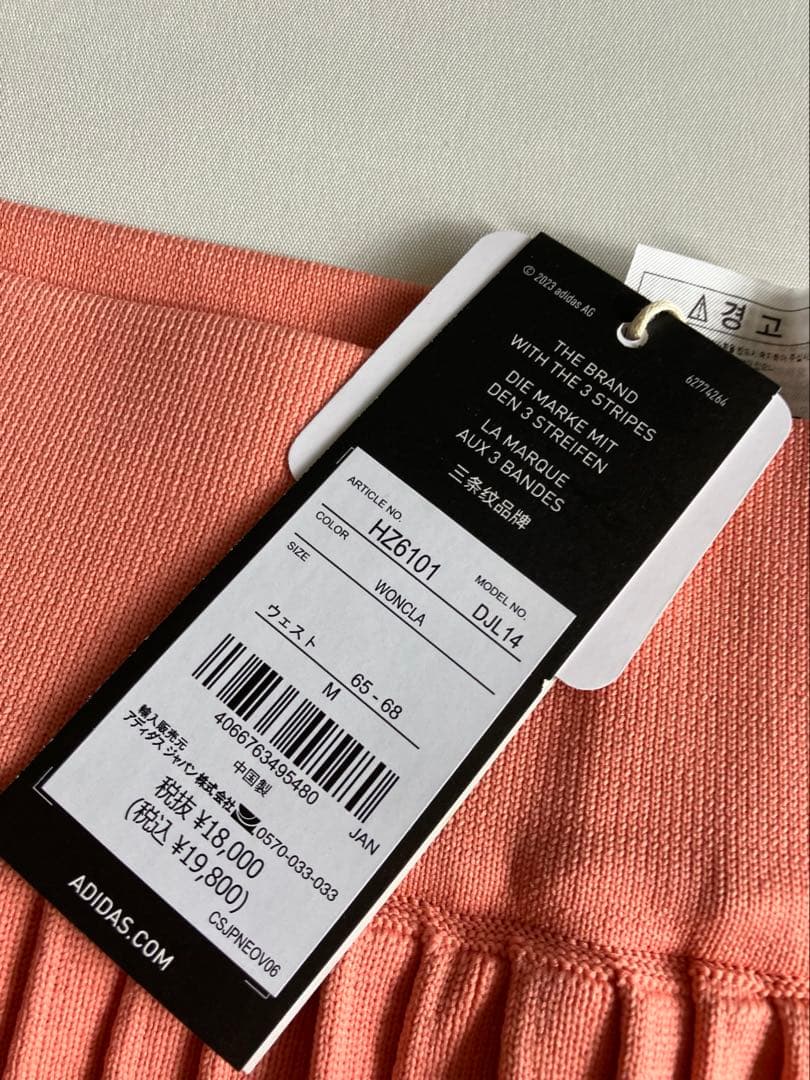 © 2023 adidas AG
62774264
THE BRAND
WITH THE 3 STRIPES
DIE MARKE MIT
DEN 3 STREIFEN
LA MARQUE
AUX 3 BANDES
三条纹品牌
ARTICLE NO.
HZ6101
MODEL NO.
DJL14
COLOR
WONCLA
SIZE
ウェスト
65 - 68
M
4066763495480
JAN
中国製
輸入販売元
アディダス ジャパン株式会社
0570-033-033
税抜 ¥18,000
(税込 ¥19,800)
CSJPNEOV06
ADIDAS.COM
경고